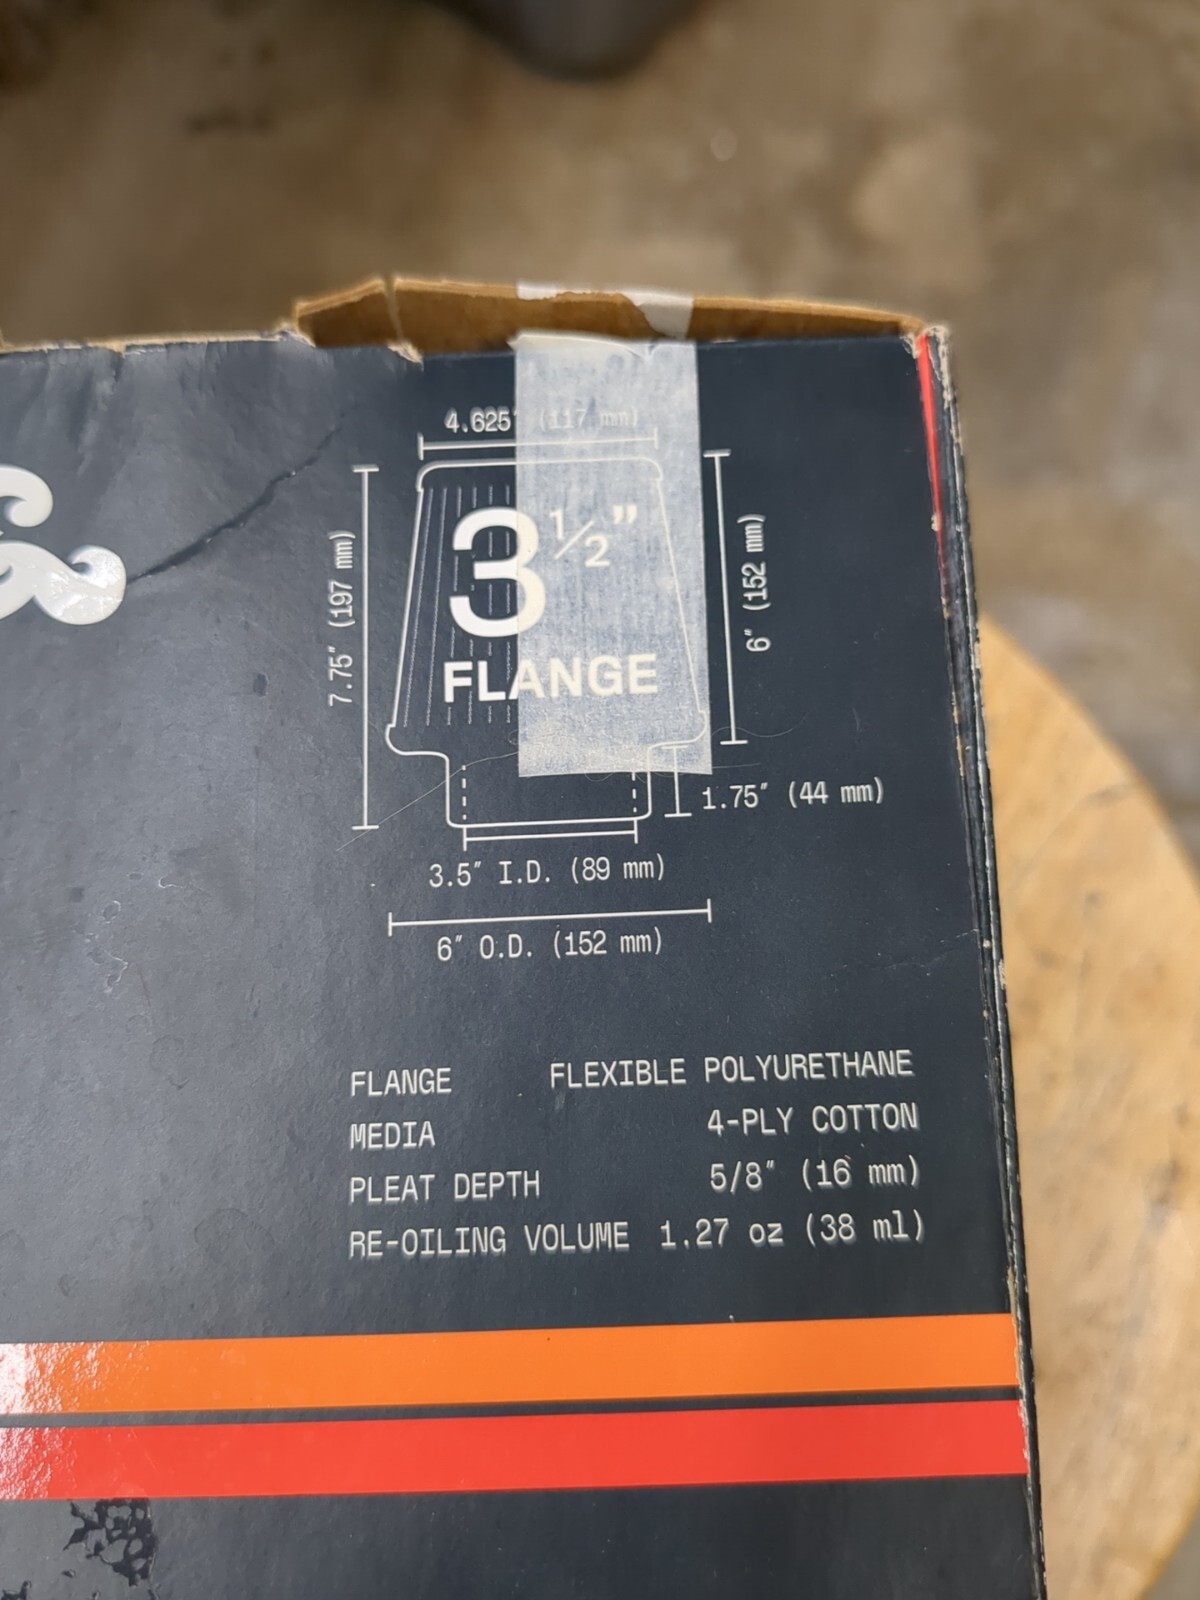 4.625" (117 mm)
7.75" (197 mm)
3 1/2"
FLANGE
6" (152 mm)
1.75" (44 mm)
3.5" I.D. (89 mm)
6" O.D. (152 mm)
FLANGE FLEXIBLE POLYURETHANE
MEDIA 4-PLY COTTON
PLEAT DEPTH 5/8" (16 mm)
RE-OILING VOLUME 1.27 oz (38 ml)